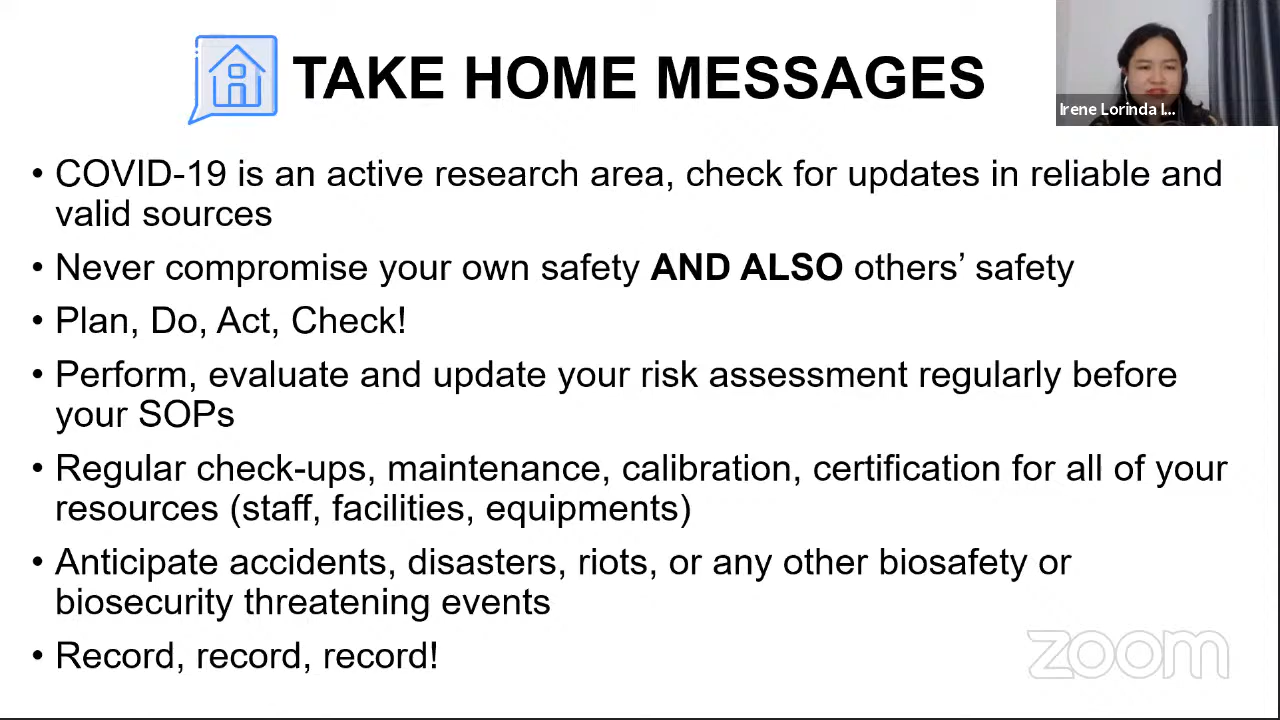 TAKE HOME MESSAGES
Irene Lorinda I...
• COVID-19 is an active research area, check for updates in reliable and
valid sources
• Never compromise your own safety AND ALSO others’ safety
• Plan, Do, Act, Check!
• Perform, evaluate and update your risk assessment regularly before
your SOPs
• Regular check-ups, maintenance, calibration, certification for all of your
resources (staff, facilities, equipments)
• Anticipate accidents, disasters, riots, or any other biosafety or
biosecurity threatening events
• Record, record, record!
zoom